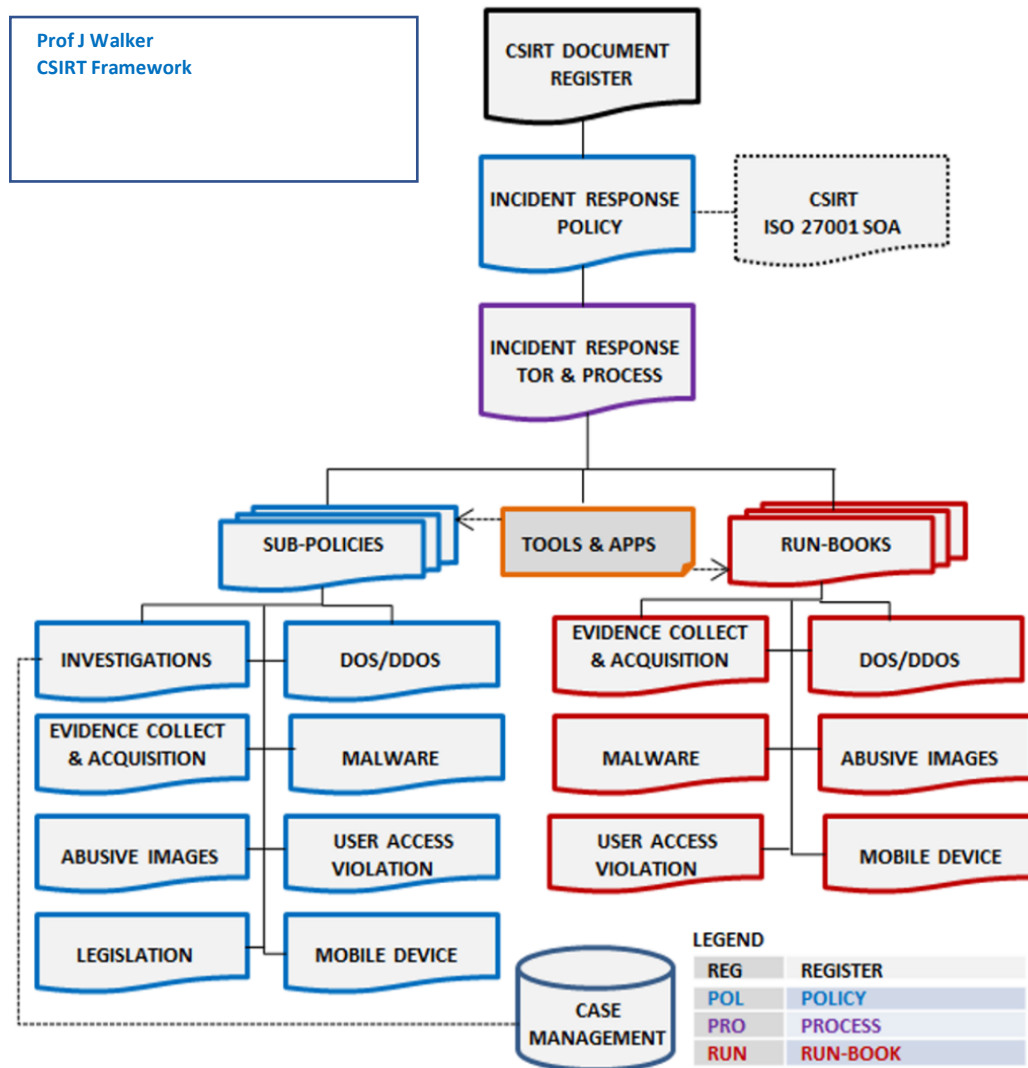 Prof J Walker
CSIRT Framework
CSIRT DOCUMENT
REGISTER
INCIDENT RESPONSE
POLICY
CSIRT
ISO 27001 SOA
INCIDENT RESPONSE
TOR & PROCESS
SUB-POLICIES
TOOLS & APPS
RUN-BOOKS
INVESTIGATIONS
DOS/DDOS
EVIDENCE COLLECT
& ACQUISITION
MALWARE
ABUSIVE IMAGES
USER ACCESS
VIOLATION
LEGISLATION
MOBILE DEVICE
EVIDENCE COLLECT
& ACQUISITION
DOS/DDOS
MALWARE
ABUSIVE IMAGES
USER ACCESS
VIOLATION
MOBILE DEVICE
CASE
MANAGEMENT
LEGEND
REG REGISTER
POL POLICY
PRO PROCESS
RUN RUN-BOOK